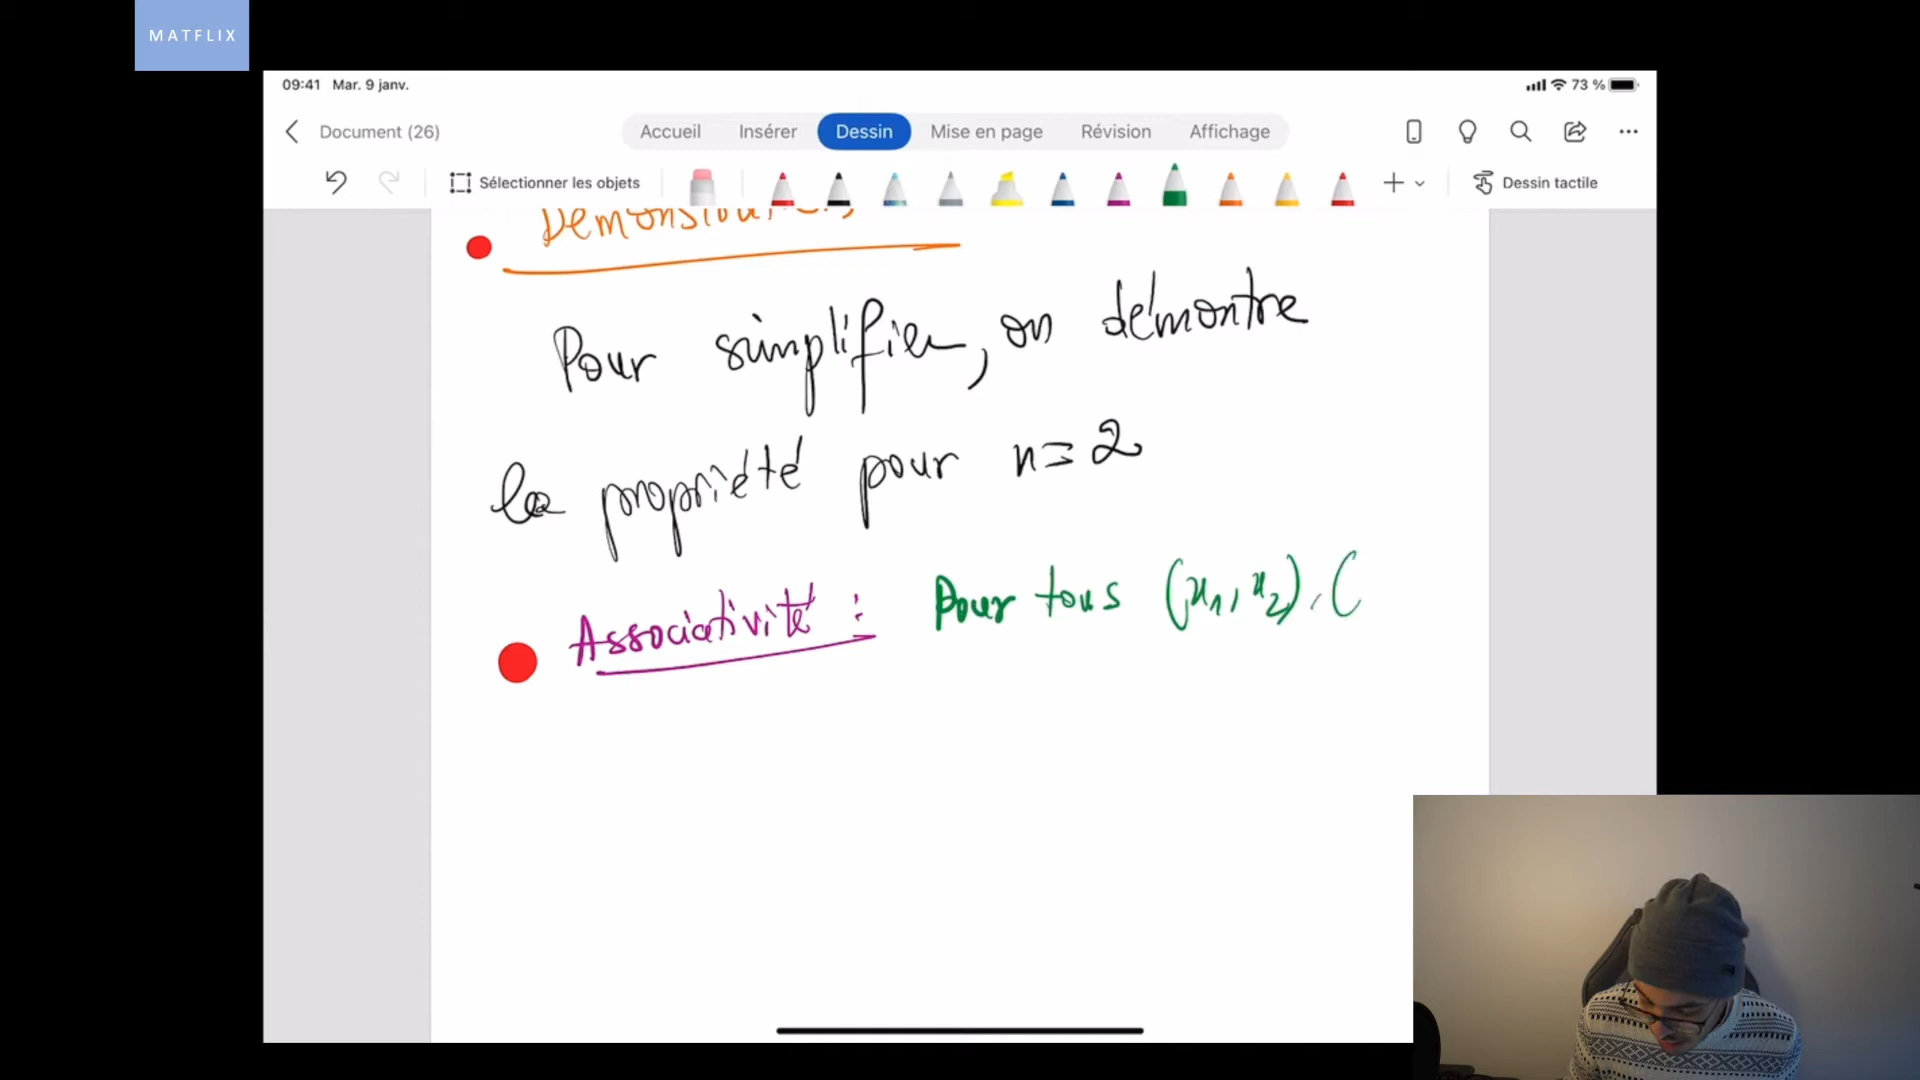 MATFLIX
09:41 Mar. 9 janv.
73 %
Document (26)
Accueil Insérer Dessin Mise en page Révision Affichage
Sélectionner les objets
Dessin tactile
Pour simplifier, on démontre
la propriété pour n = 2
Associativité : Pour tous (x₁, x₂), (